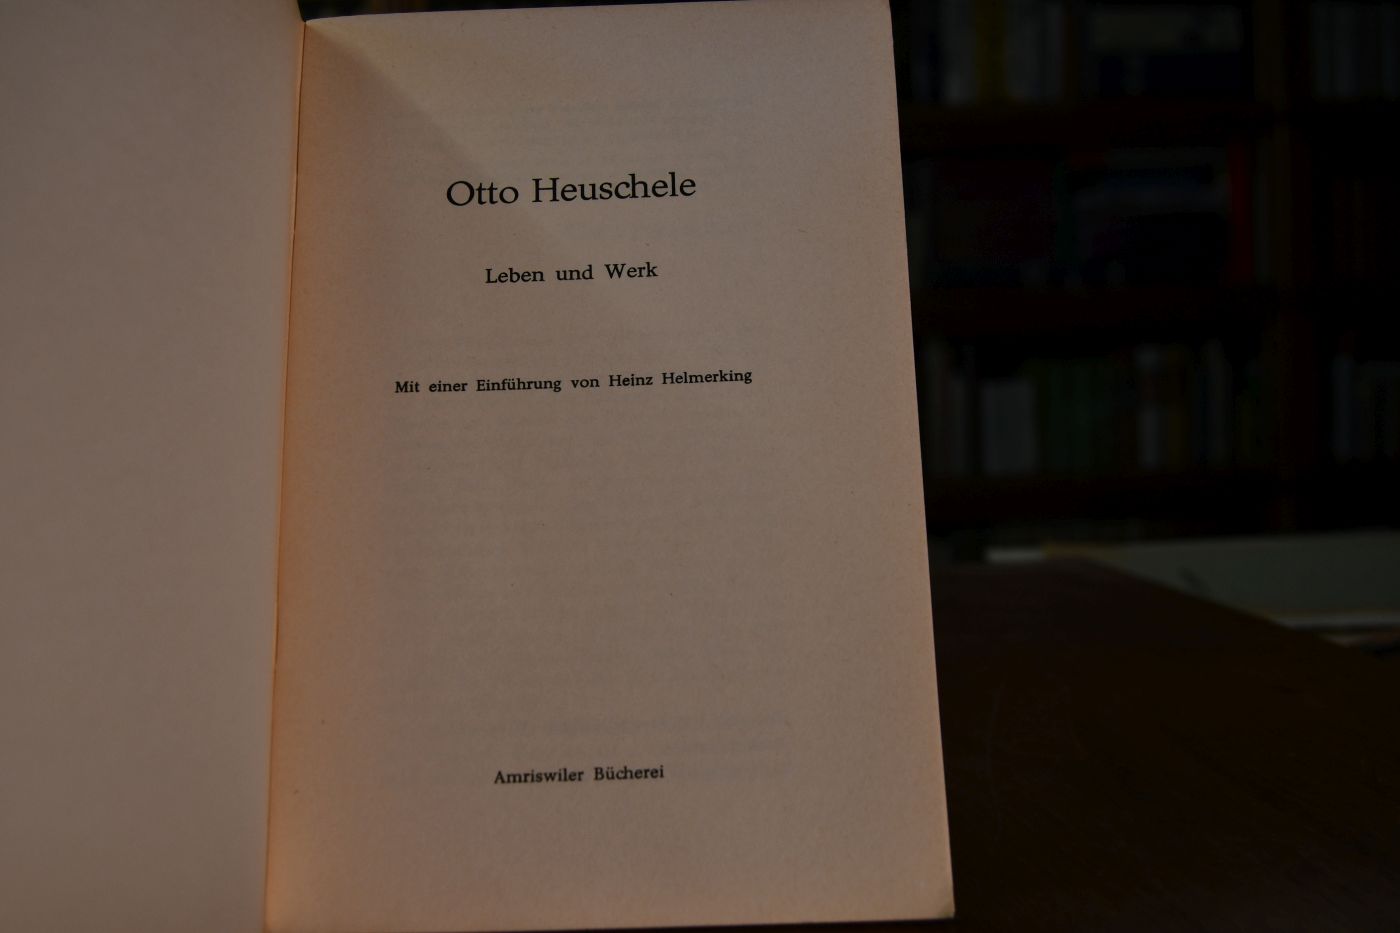 Otto Heuschele
Leben und Werk
Mit einer Einführung von Heinz Helmerking
Amriswiler Bücherei